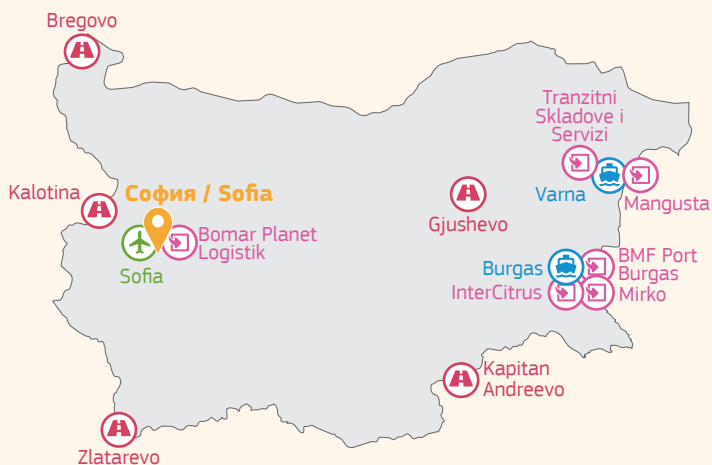 Bregovo
Tranzitni
Skladove i
Servizi
Kalotina
София / Sofia
Varna
Mangusta
Gjushevo
Bomar Planet
Logistik
Sofia
Burgas
BMF Port
Burgas
InterCitrus
Mirko
Kapitan
Andreevo
Zlatarevo